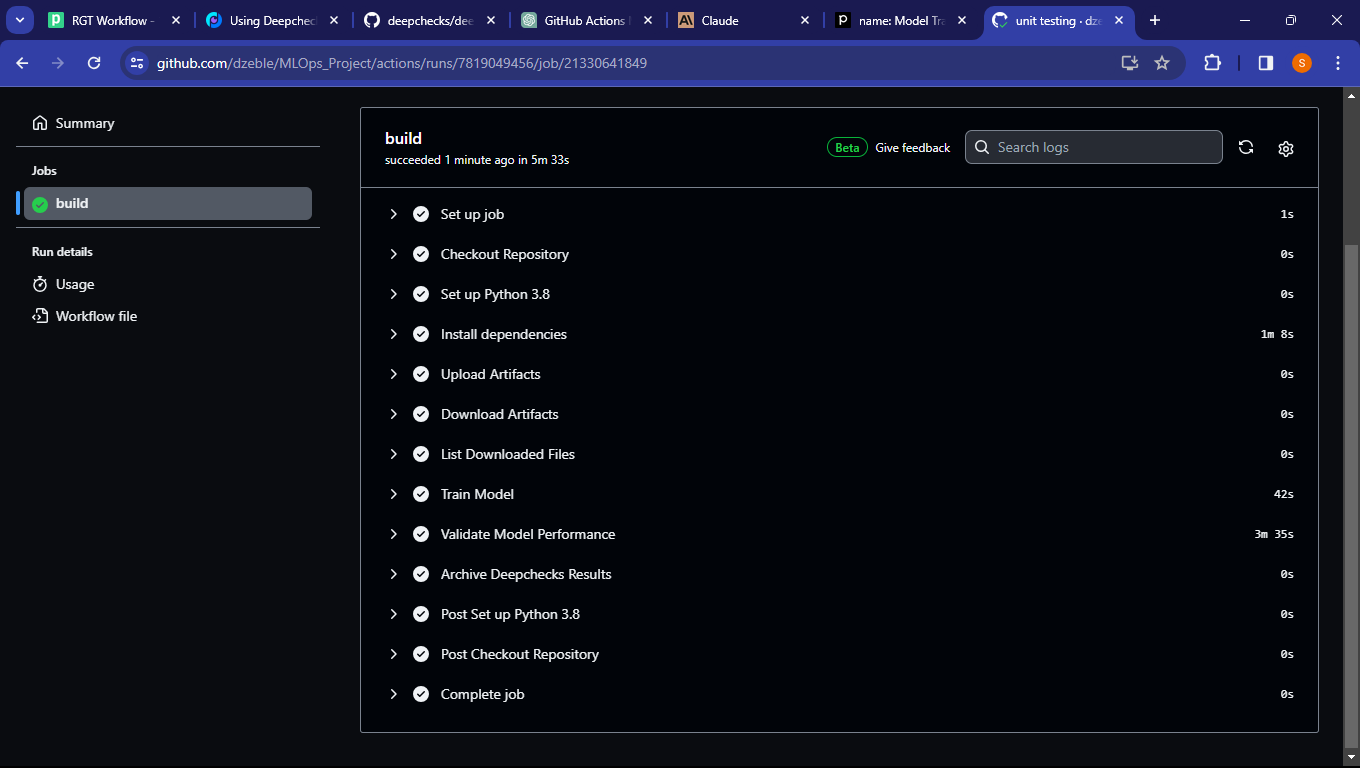 RGT Workflow -
Using Deepchec
deepchecks/dee
GitHub Actions
Claude
name: Model Tra
unit testing · dze
github.com/dzeble/MLOps_Project/actions/runs/7819049456/job/21330641849
S
Summary
Jobs
build
Run details
Usage
Workflow file
build
succeeded 1 minute ago in 5m 33s
Beta Give feedback Search logs
Set up job 1s
Checkout Repository 0s
Set up Python 3.8 0s
Install dependencies 1m 8s
Upload Artifacts 0s
Download Artifacts 0s
List Downloaded Files 0s
Train Model 42s
Validate Model Performance 3m 35s
Archive Deepchecks Results 0s
Post Set up Python 3.8 0s
Post Checkout Repository 0s
Complete job 0s